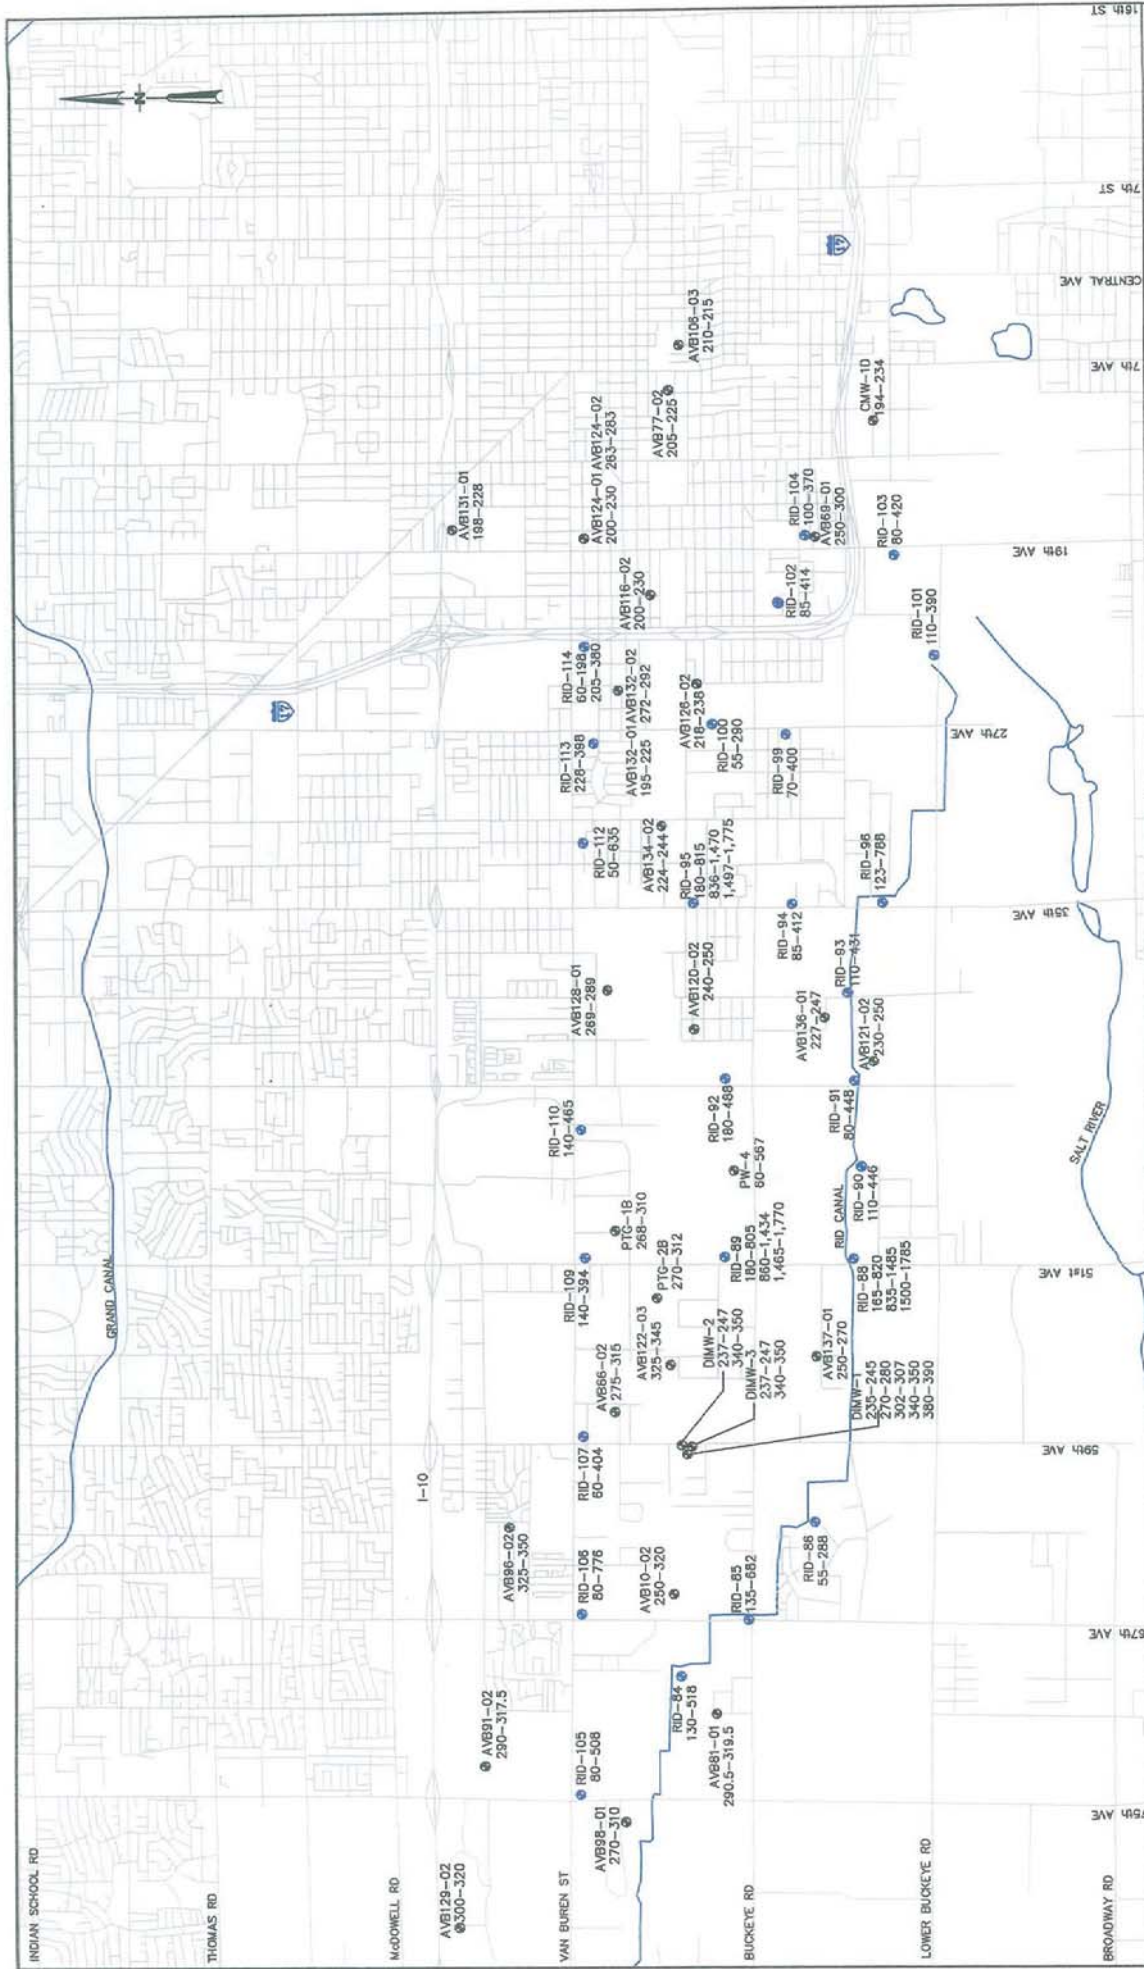 INDIAN SCHOOL RD
THOMAS RD
McDOWELL RD
VAN BUREN ST
BUCKEYE RD
LOWER BUCKEYE RD
BROADWAY RD
GRAND CANAL
I-10
N
17
17
RID CANAL
SALT RIVER
75th AVE
67th AVE
59th AVE
51st AVE
35th AVE
27th AVE
19th AVE
7th AVE
CENTRAL AVE
7th ST
16th ST
AVB129-02
300-320
AVB91-02
290-317.5
AVB96-02
325-350
AVB131-01
198-228
RID-105
80-508
RID-106
80-776
RID-107
60-404
RID-109
140-394
RID-110
140-465
AVB128-01
269-289
RID-112
50-635
RID-113
228-398
RID-114
60-198
205-380
AVB124-01
200-230
AVB124-02
263-283
AVB98-01
270-310
AVB66-02
275-315
PTG-1B
268-310
AVB132-01
195-225
AVB132-02
272-292
AVB116-02
200-230
AVB10-02
250-320
AVB122-03
325-345
PTG-2B
270-312
AVB134-02
224-244
AVB77-02
205-225
AVB106-03
210-215
RID-84
130-518
AVB81-01
290.5-319.5
DIMW-2
237-247
340-350
DIMW-3
237-247
340-350
AVB120-02
240-250
RID-95
180-815
836-1,470
1,497-1,775
AVB126-02
218-238
RID-100
55-290
RID-85
135-682
RID-89
180-805
860-1,434
1,465-1,770
PW-4
80-567
RID-92
180-488
RID-94
85-412
RID-99
70-400
RID-102
85-414
RID-104
100-370
AVB69-01
250-300
RID-86
55-288
AVB137-01
250-270
DIMW-1
235-245
270-280
302-307
340-350
380-390
RID-88
165-820
835-1485
1500-1785
RID-90
110-446
RID-91
80-448
AVB136-01
227-247
AVB121-02
230-250
RID-93
110-431
RID-96
123-788
RID-101
110-390
RID-103
80-420
CMW-10
194-234